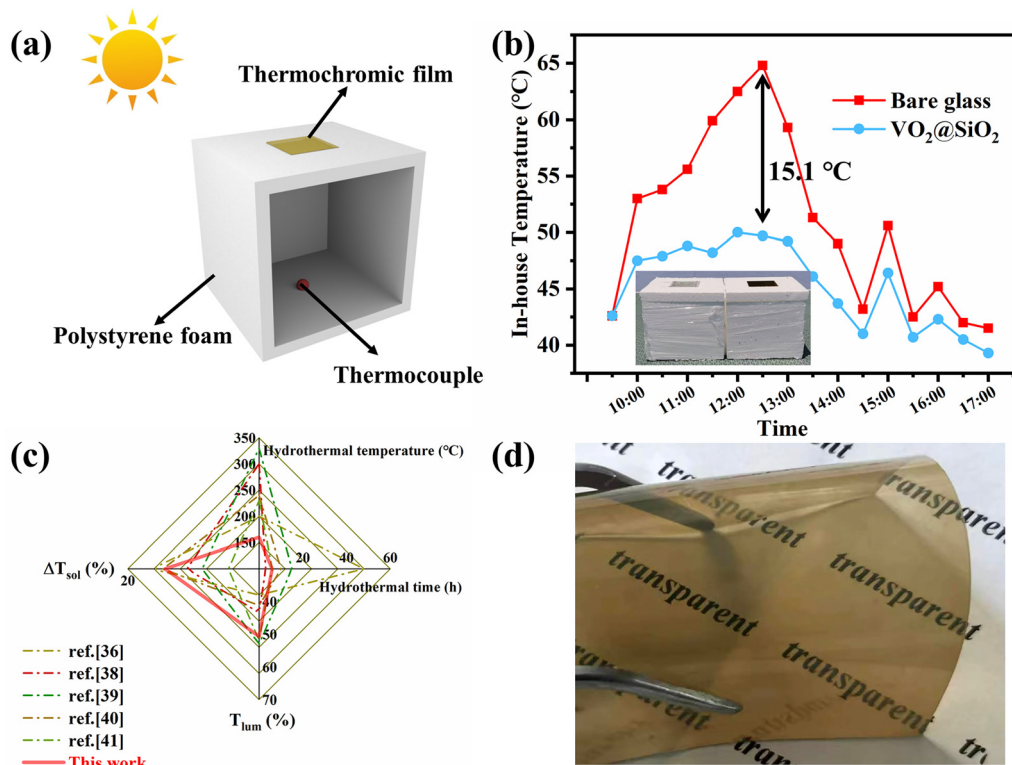 (a)
Thermochromic film
Polystyrene foam
Thermocouple
(b)
In-house Temperature (℃)
65
60
55
50
45
40
Bare glass
VO₂@SiO₂
15.1 ℃
10:00
11:00
12:00
13:00
14:00
15:00
16:00
17:00
Time
(c)
350
Hydrothermal temperature (℃)
300
250
200
150
ΔTsol (%)
20
20
40
60
Hydrothermal time (h)
40
50
60
70
Tlum (%)
ref.[36]
ref.[38]
ref.[39]
ref.[40]
ref.[41]
This work
(d)
transparent
transparent
transparent
transparent
transparent
transparent